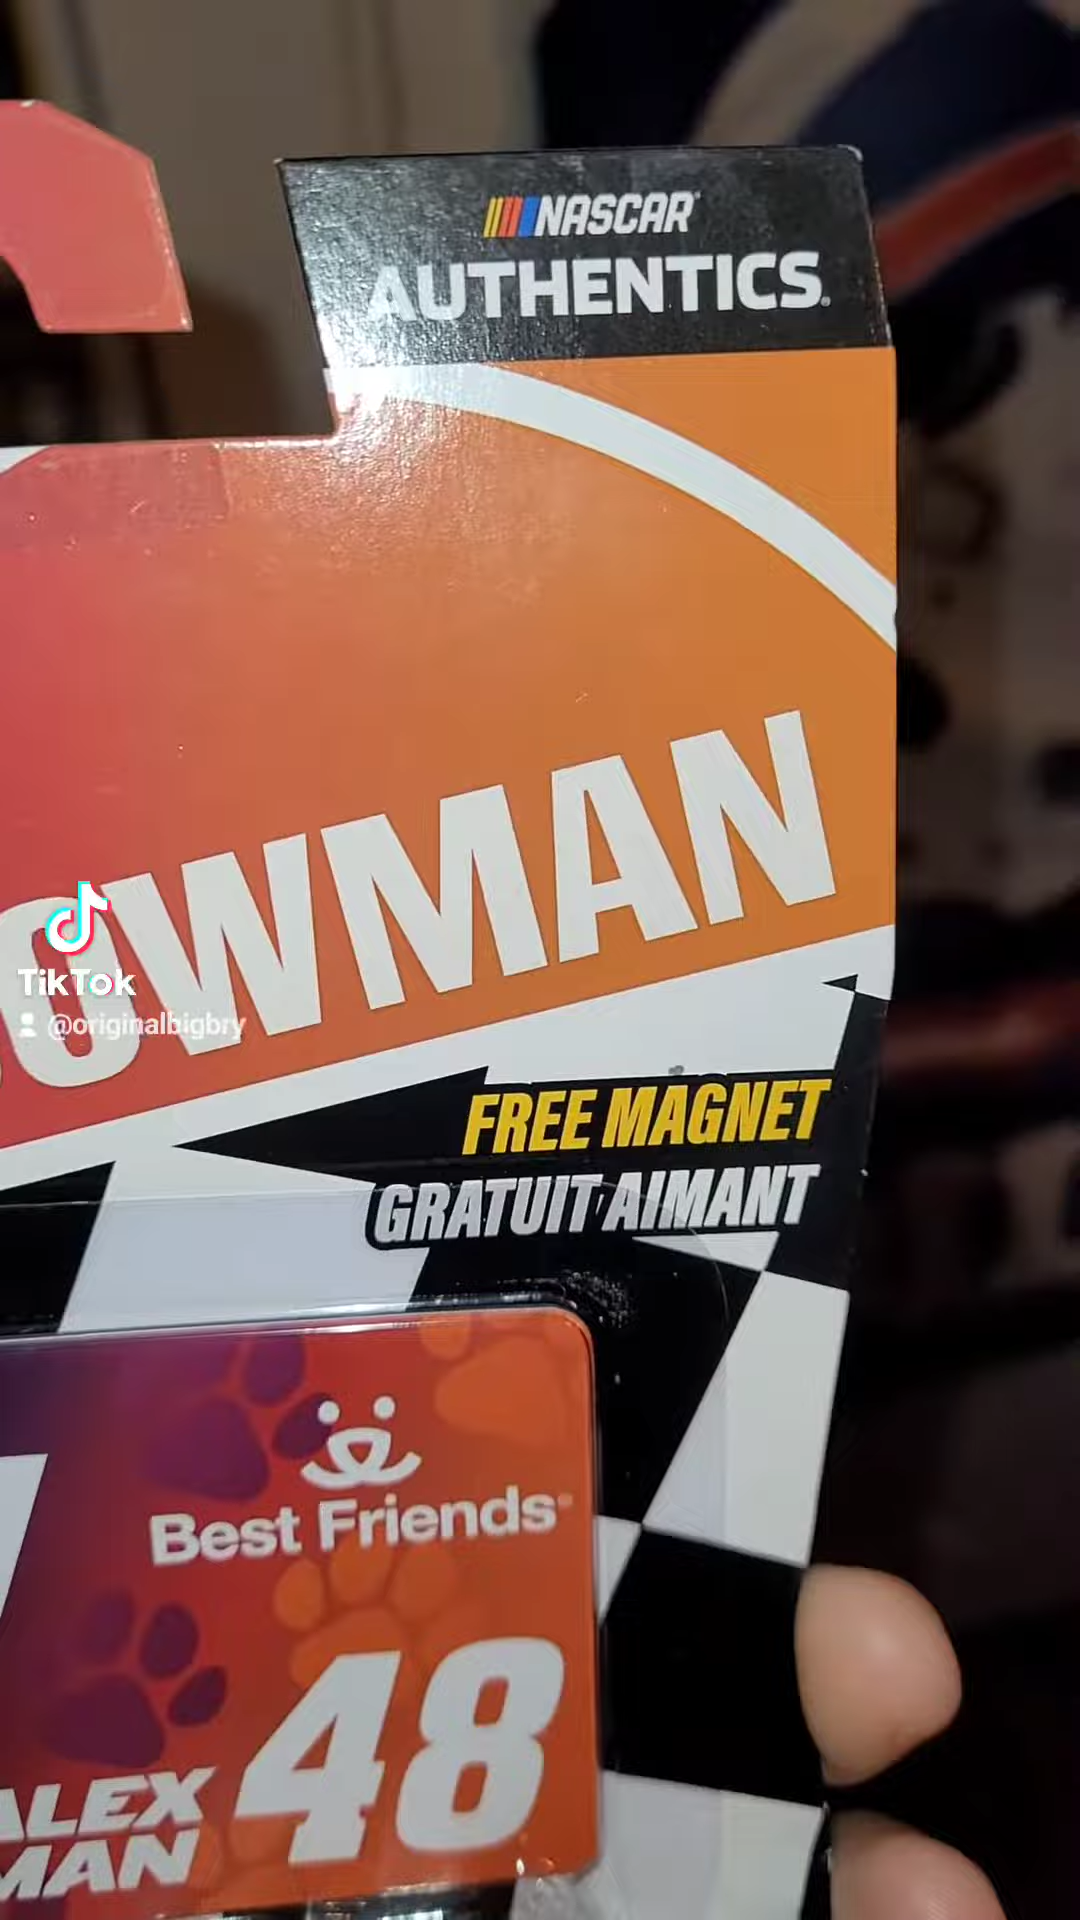 NASCAR
AUTHENTICS
OWMAN
TikTok
@originalbigbry
FREE MAGNET
GRATUIT AIMANT
Best Friends
48
ALEX
MAN